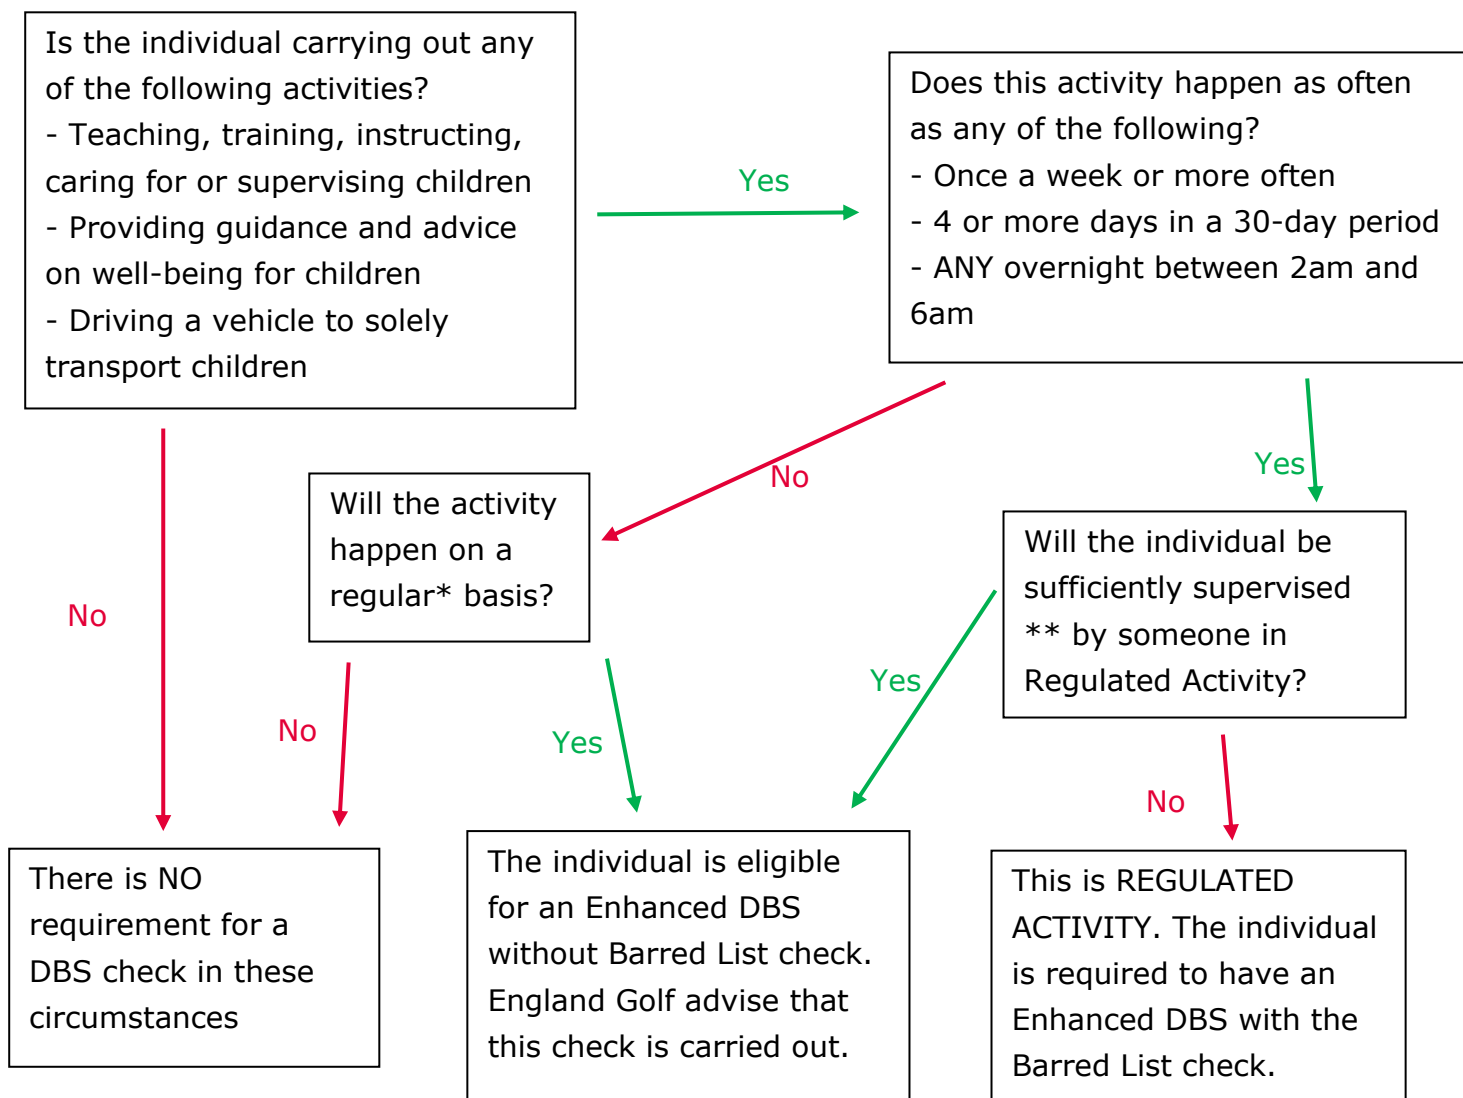 Is the individual carrying out any
of the following activities?
- Teaching, training, instructing,
caring for or supervising children
- Providing guidance and advice
on well-being for children
- Driving a vehicle to solely
transport children
Yes
Does this activity happen as often
as any of the following?
- Once a week or more often
- 4 or more days in a 30-day period
- ANY overnight between 2am and
6am
No
Will the activity
happen on a
regular* basis?
No
Yes
Will the individual be
sufficiently supervised
** by someone in
Regulated Activity?
No
Yes
Yes
No
There is NO
requirement for a
DBS check in these
circumstances
The individual is eligible
for an Enhanced DBS
without Barred List check.
England Golf advise that
this check is carried out.
This is REGULATED
ACTIVITY. The individual
is required to have an
Enhanced DBS with the
Barred List check.